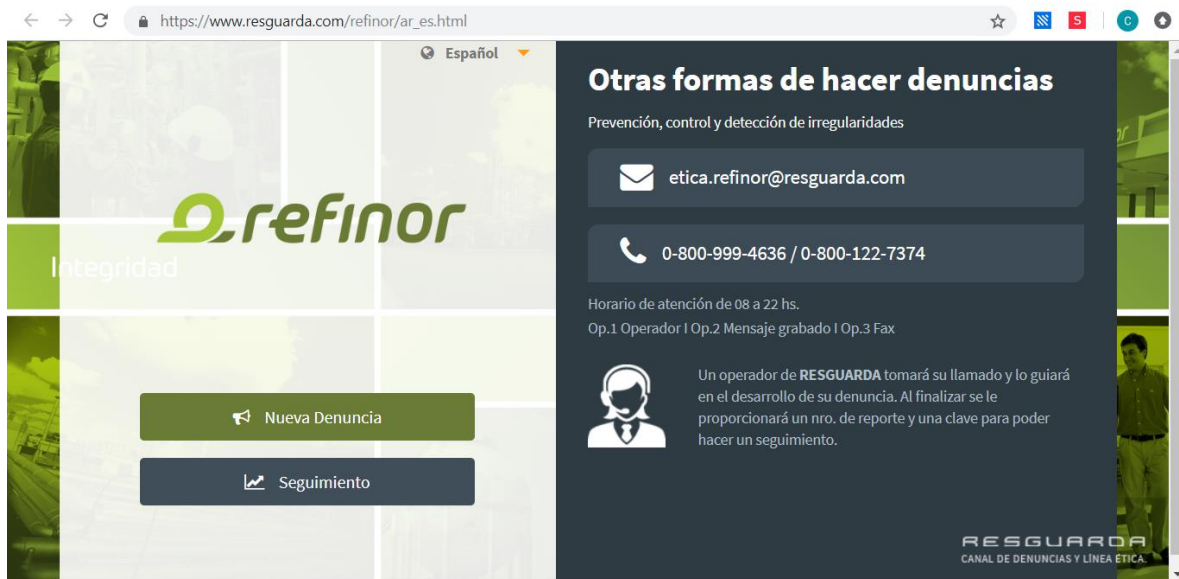 https://www.resguarda.com/refinor/ar_es.html
S
C
Español
refinor
Integridad
Nueva Denuncia
Seguimiento
Otras formas de hacer denuncias
Prevención, control y detección de irregularidades
etica.refinor@resguarda.com
0-800-999-4636 / 0-800-122-7374
Horario de atención de 08 a 22 hs.
Op.1 Operador I Op.2 Mensaje grabado I Op.3 Fax
Un operador de RESGUARDA tomará su llamado y lo guiará
en el desarrollo de su denuncia. Al finalizar se le
proporcionará un nro. de reporte y una clave para poder
hacer un seguimiento.
RESGUARDA
CANAL DE DENUNCIAS Y LÍNEA ÉTICA.